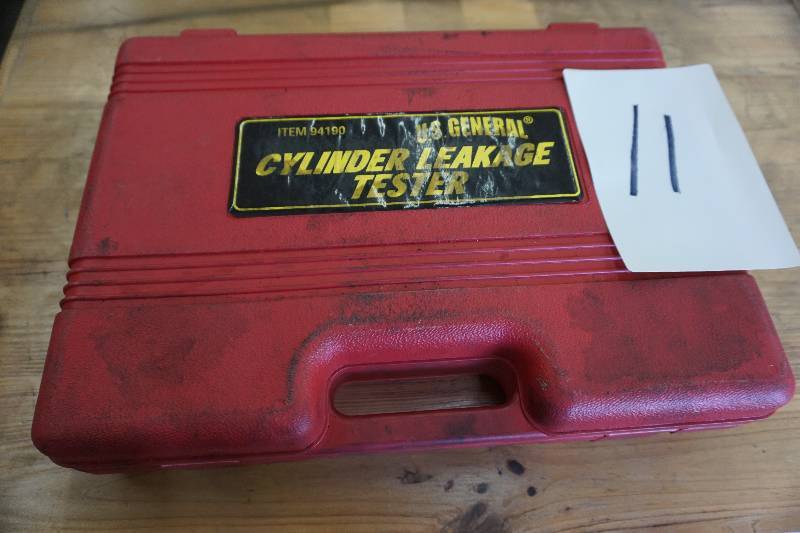 ITEM 94190 U.S. GENERAL®
CYLINDER LEAKAGE
TESTER
11